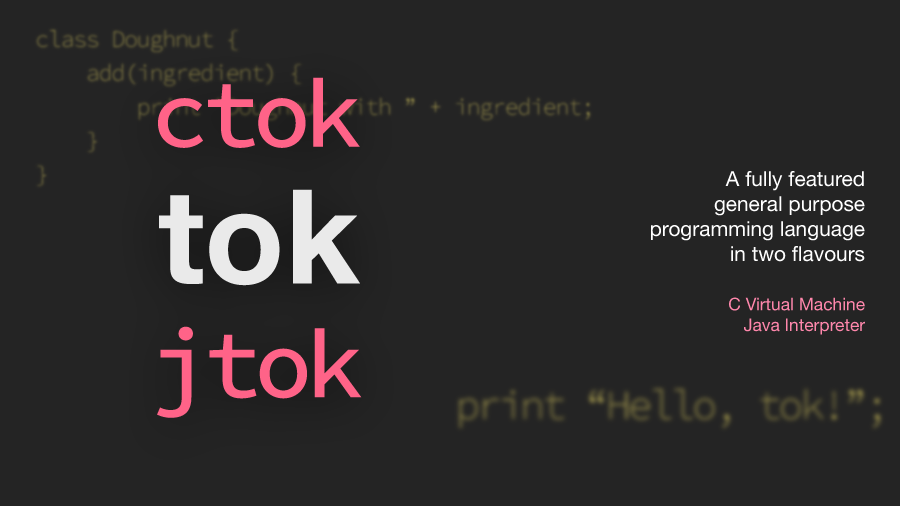 class Doughnut {
add(ingredient) {
print "Doughnut with ” + ingredient;
}
}
ctok
tok
jtok
A fully featured
general purpose
programming language
in two flavours
C Virtual Machine
Java Interpreter
print “Hello, tok!”;